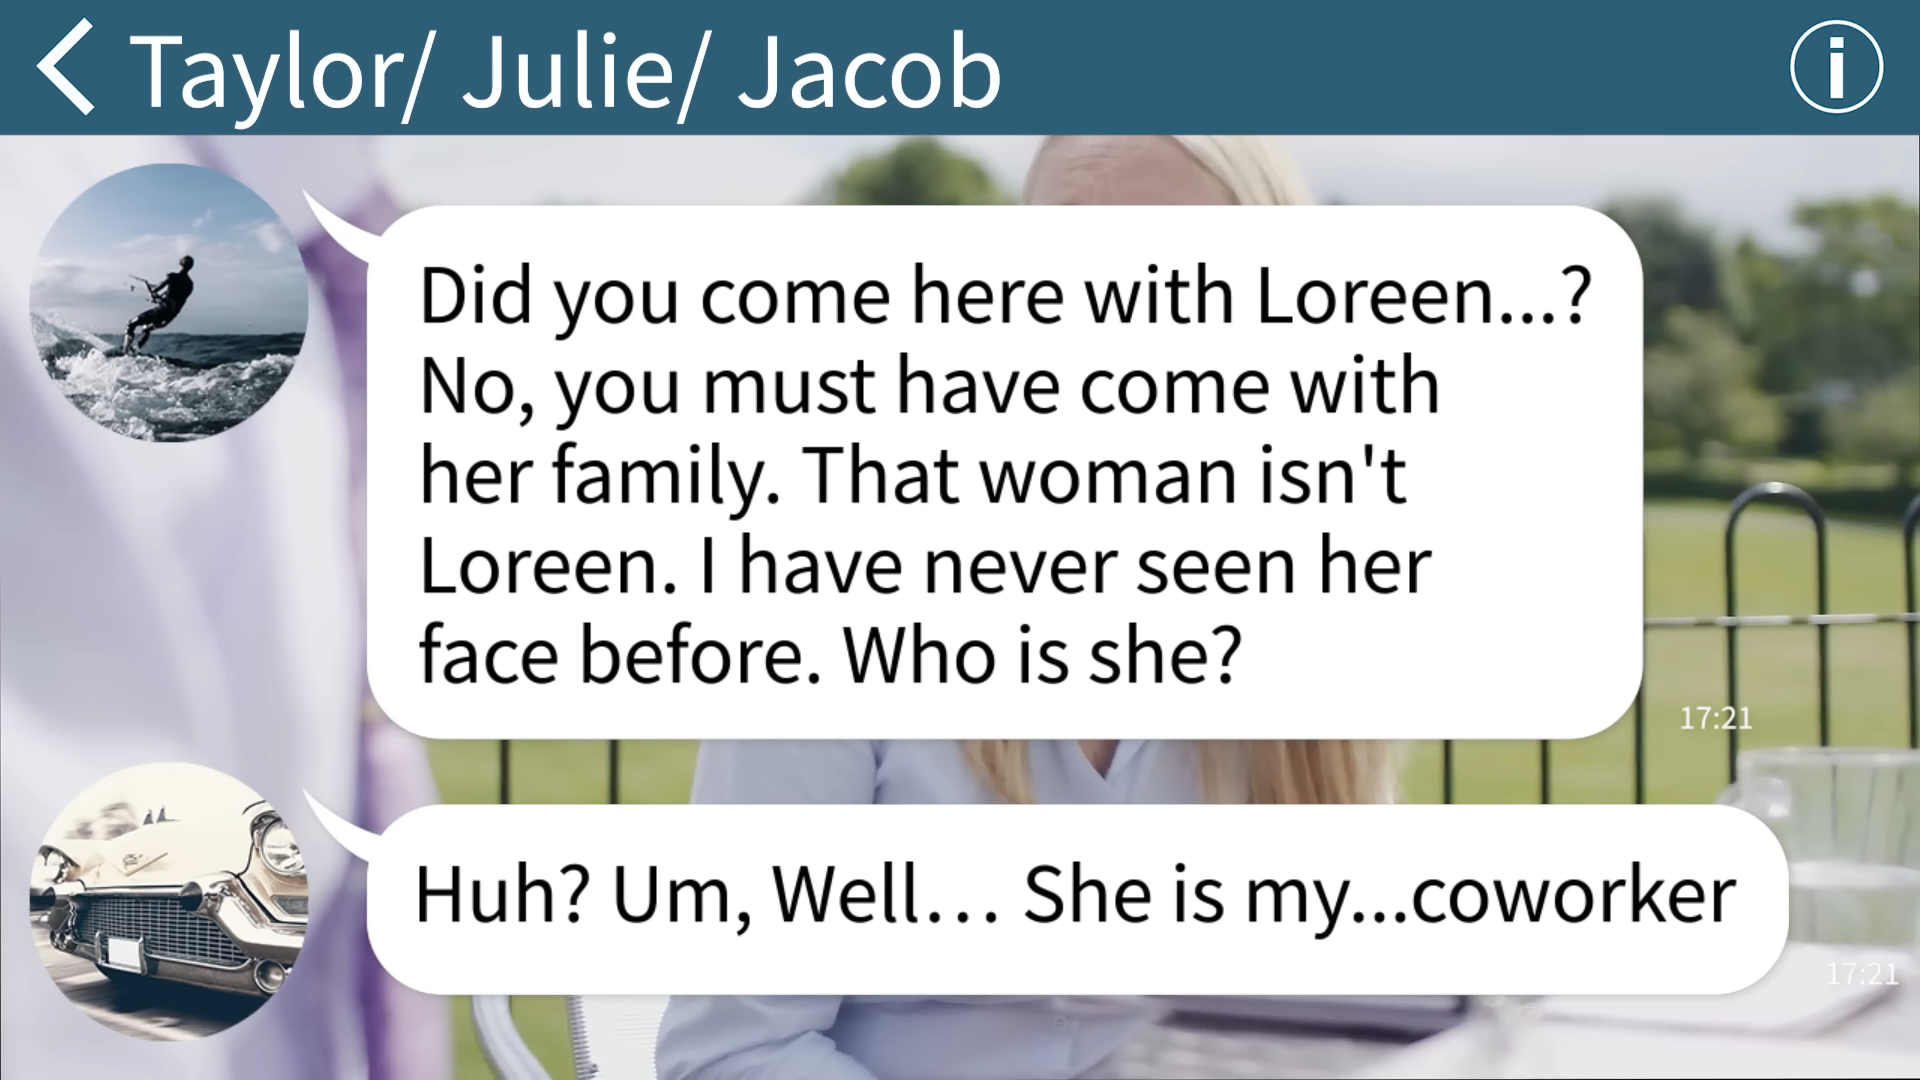 Taylor/ Julie/ Jacob
Did you come here with Loreen...?
No, you must have come with
her family. That woman isn't
Loreen. I have never seen her
face before. Who is she?
17:21
Huh? Um, Well… She is my...coworker
17:21